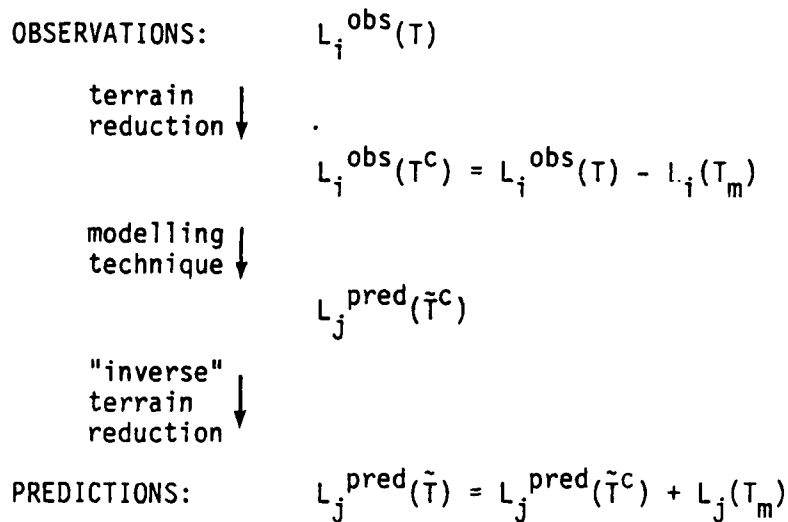 OBSERVATIONS: L_i^obs(T)
terrain
reduction ↓
L_i^obs(T^c) = L_i^obs(T) - L_i(T_m)
modelling
technique ↓
L_j^pred(T̃^c)
"inverse"
terrain
reduction ↓
PREDICTIONS: L_j^pred(T̃) = L_j^pred(T̃^c) + L_j(T_m)